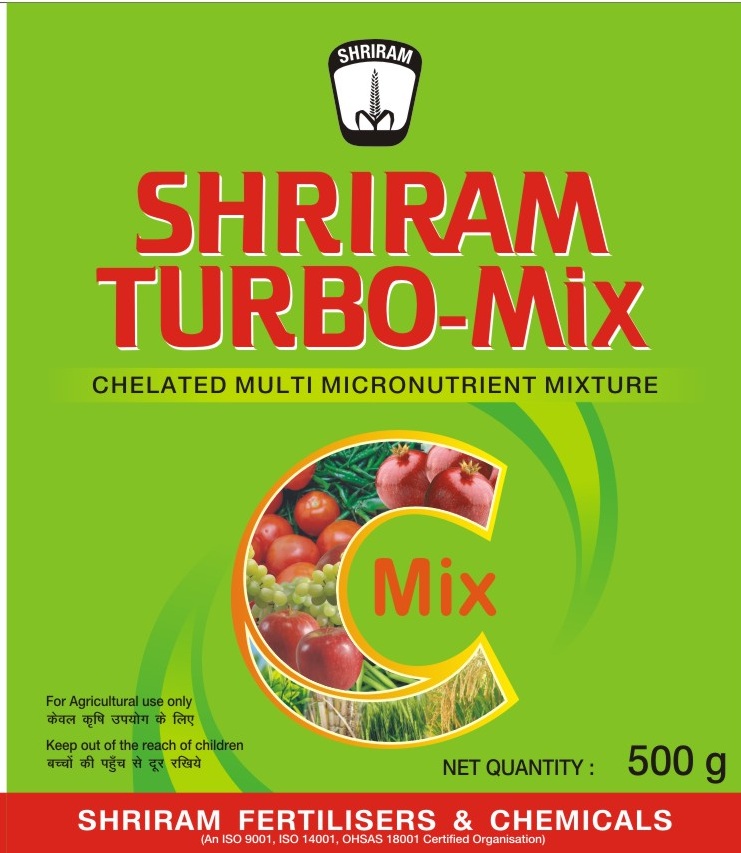 SHRIRAM
SHRIRAM
TURBO-Mix
CHELATED MULTI MICRONUTRIENT MIXTURE
Mix
For Agricultural use only
केवल कृषि उपयोग के लिए
Keep out of the reach of children
बच्चों की पहुँच से दूर रखिये
NET QUANTITY : 500 g
SHRIRAM FERTILISERS & CHEMICALS
(An ISO 9001, ISO 14001, OHSAS 18001 Certified Organisation)